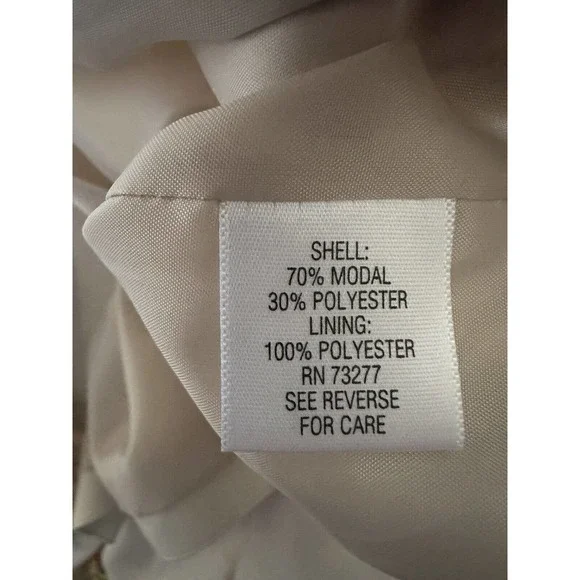 SHELL:
70% MODAL
30% POLYESTER
LINING:
100% POLYESTER
RN 73277
SEE REVERSE
FOR CARE